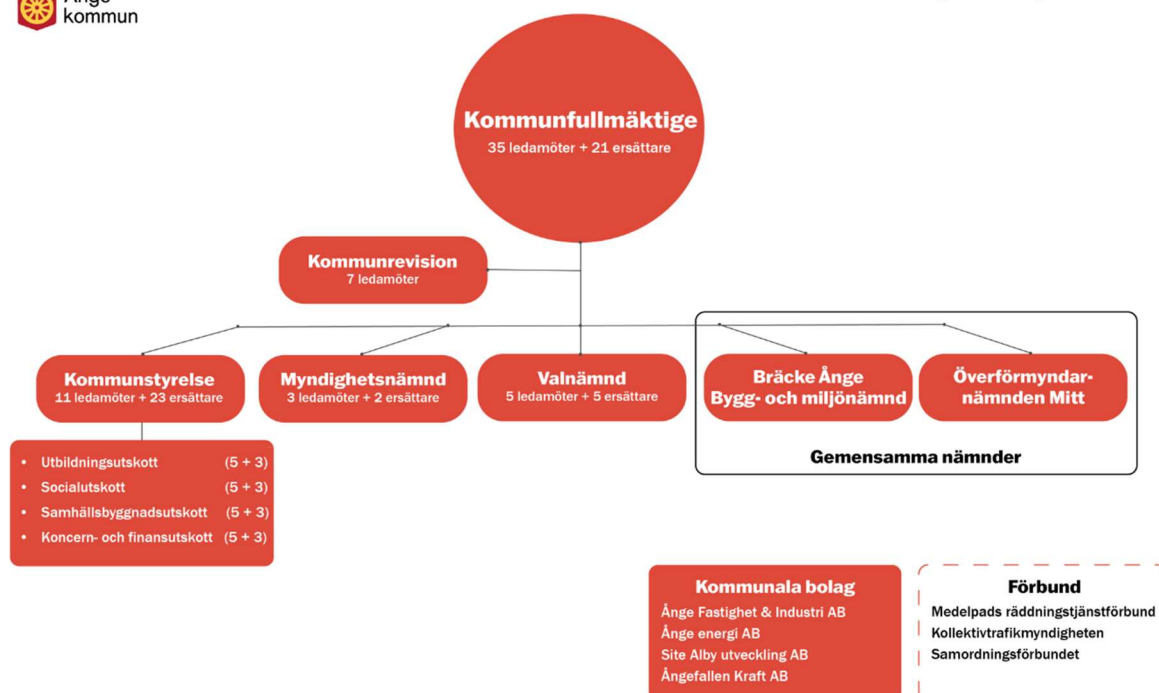 kommun
Kommunfullmäktige
35 ledamöter + 21 ersättare
Kommunrevision
7 ledamöter
Kommunstyrelse
11 ledamöter + 23 ersättare
Myndighetsnämnd
3 ledamöter + 2 ersättare
Valnämnd
5 ledamöter + 5 ersättare
Bräcke Ånge
Bygg- och miljönämnd
Överförmyndar-
nämnden Mitt
Gemensamma nämnder
• Utbildningsutskott (5 + 3)
• Socialutskott (5 + 3)
• Samhällsbyggnadsutskott (5 + 3)
• Koncern- och finansutskott (5 + 3)
Kommunala bolag
Ånge Fastighet & Industri AB
Ånge energi AB
Site Alby utveckling AB
Ångefallen Kraft AB
Förbund
Medelpads räddningstjänstförbund
Kollektivtrafikmyndigheten
Samordningsförbundet